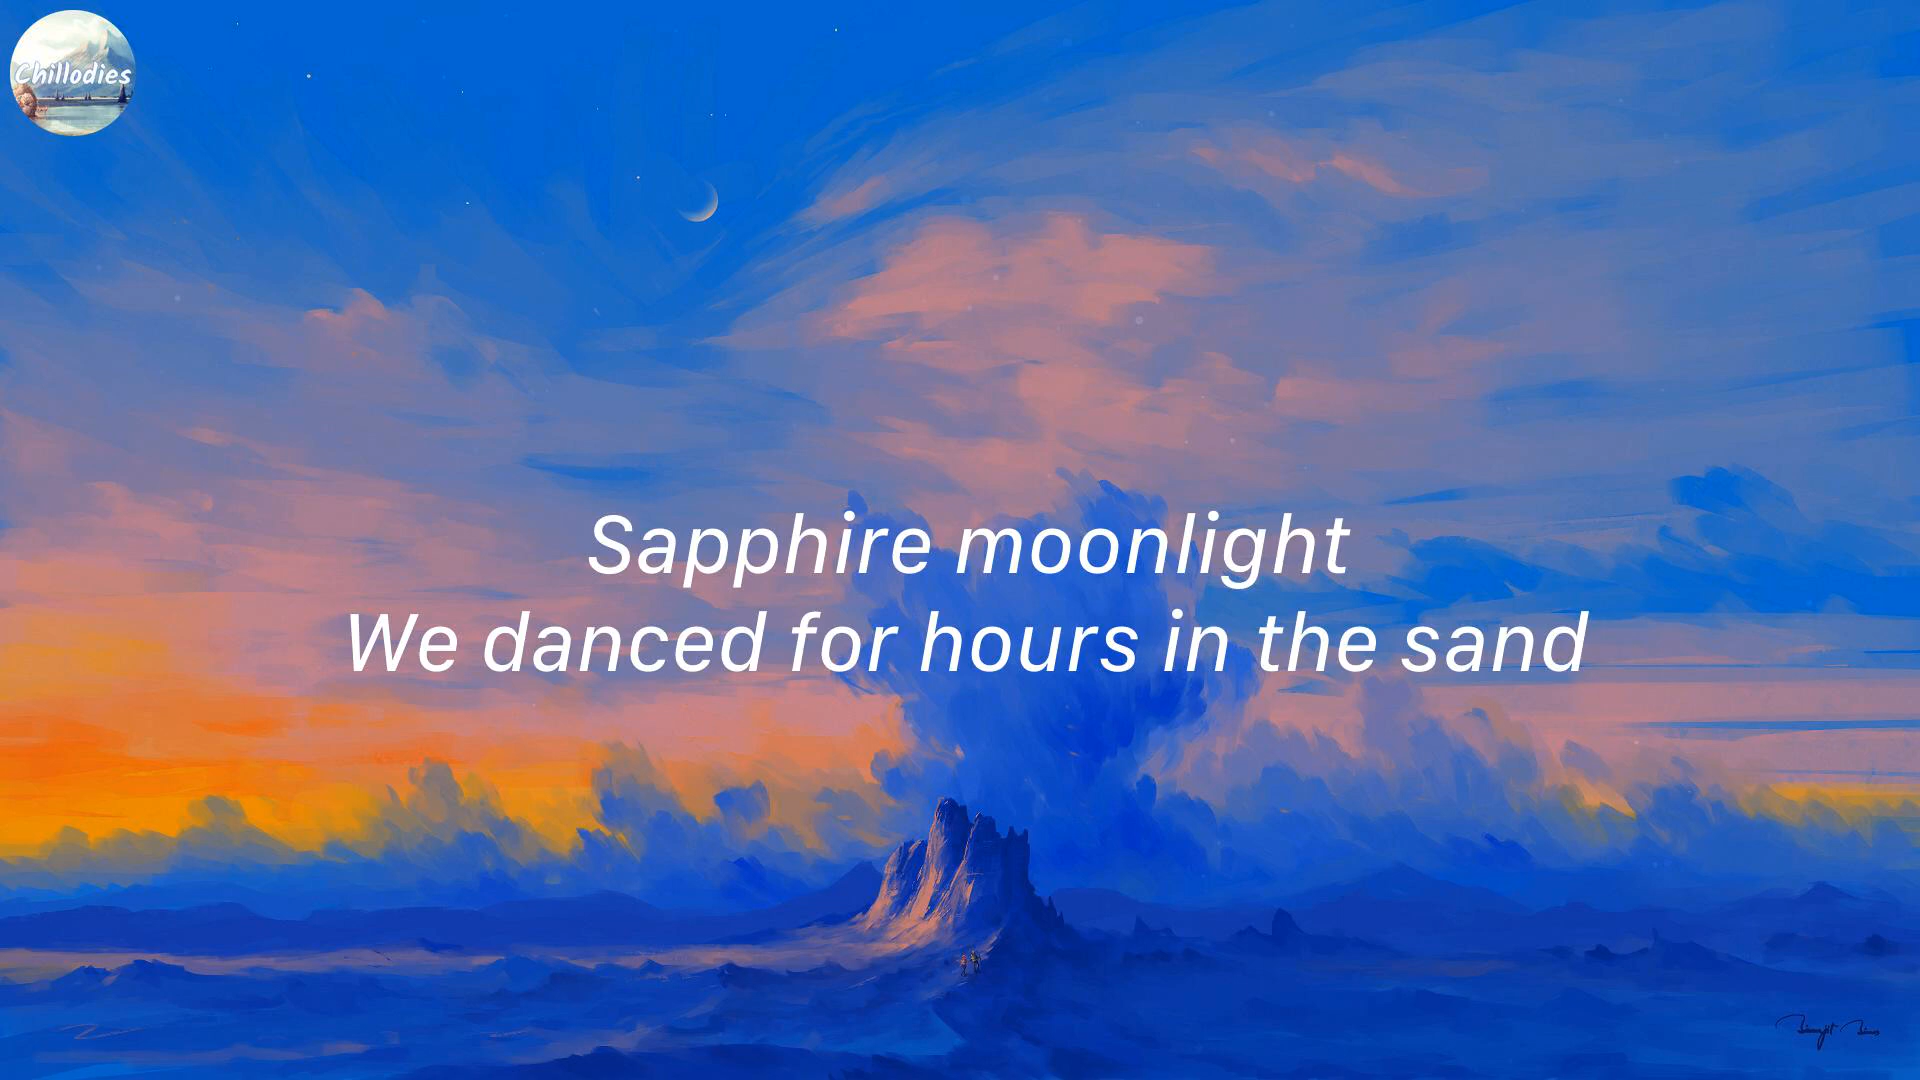 Chillodies
Sapphire moonlight
We danced for hours in the sand